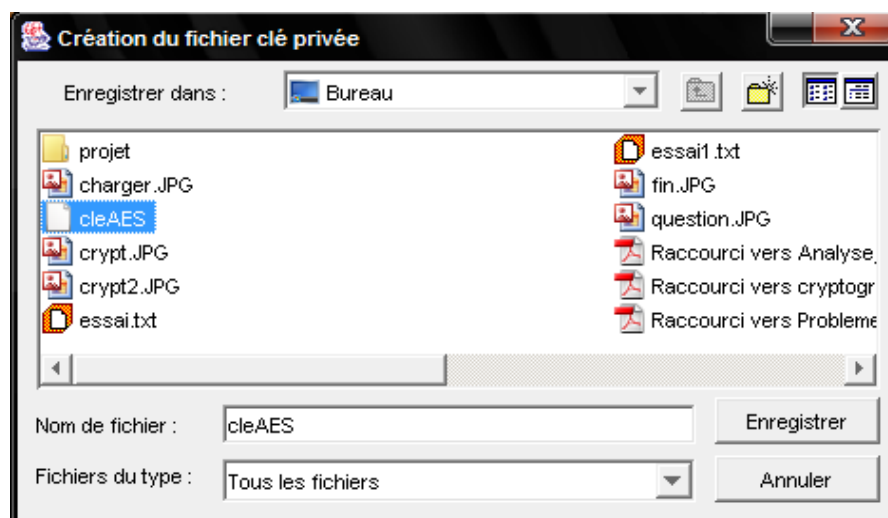 Création du fichier clé privée
Enregistrer dans :
Bureau
projet
charger.JPG
cleAES
crypt.JPG
crypt2.JPG
essai.txt
essai1.txt
fin.JPG
question.JPG
Raccourci vers Analyse_
Raccourci vers cryptogr
Raccourci vers Probleme
Nom de fichier :
cleAES
Enregistrer
Fichiers du type :
Tous les fichiers
Annuler